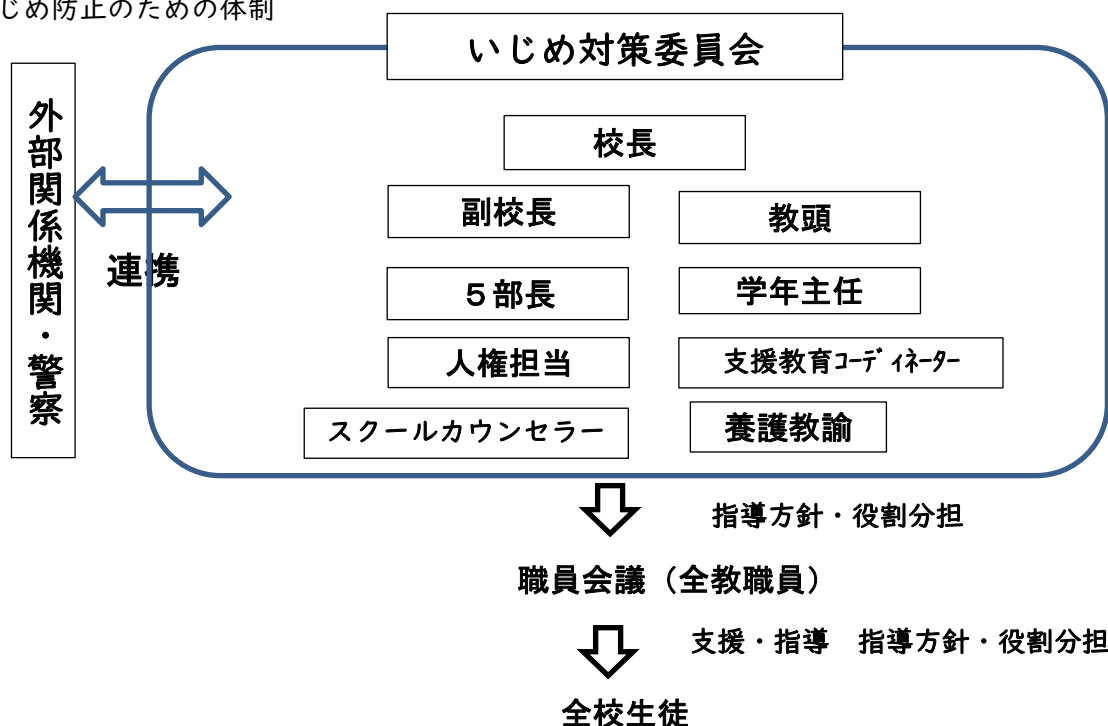 じめ防止のための体制
いじめ対策委員会
外部関係機関・警察
連携
校長
副校長
教頭
５部長
学年主任
人権担当
支援教育ｺｰﾃﾞｨﾈｰﾀｰ
スクールカウンセラー
養護教諭
指導方針・役割分担
職員会議（全教職員）
支援・指導　指導方針・役割分担
全校生徒